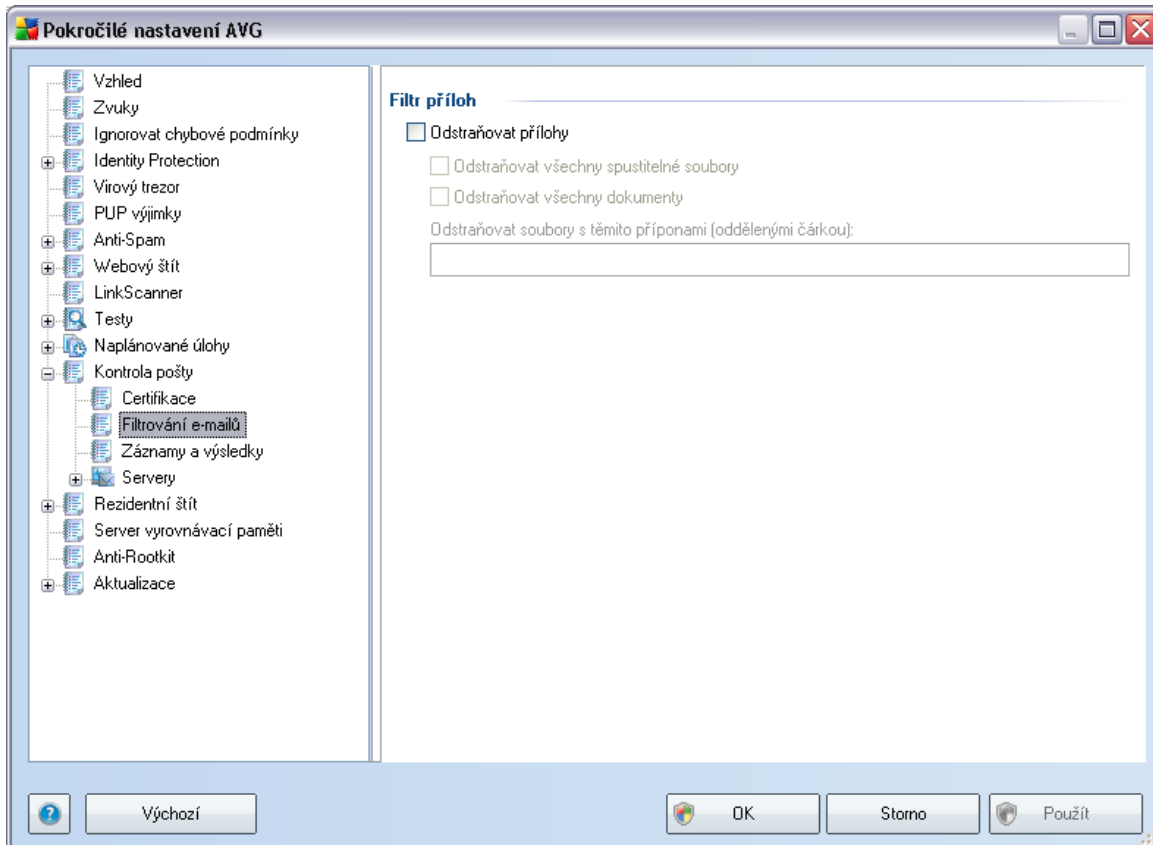 Pokročilé nastavení AVG
Vzhled
Zvuky
Ignorovat chybové podmínky
Identity Protection
Virový trezor
PUP výjimky
Anti-Spam
Webový štít
LinkScanner
Testy
Naplánované úlohy
Kontrola pošty
Certifikace
Filtrování e-mailů
Záznamy a výsledky
Servery
Rezidentní štít
Server vyrovnávací paměti
Anti-Rootkit
Aktualizace
Filtr příloh
Odstraňovat přílohy
Odstraňovat všechny spustitelné soubory
Odstraňovat všechny dokumenty
Odstraňovat soubory s těmito příponami (oddělenými čárkou):
Výchozí
OK
Storno
Použít